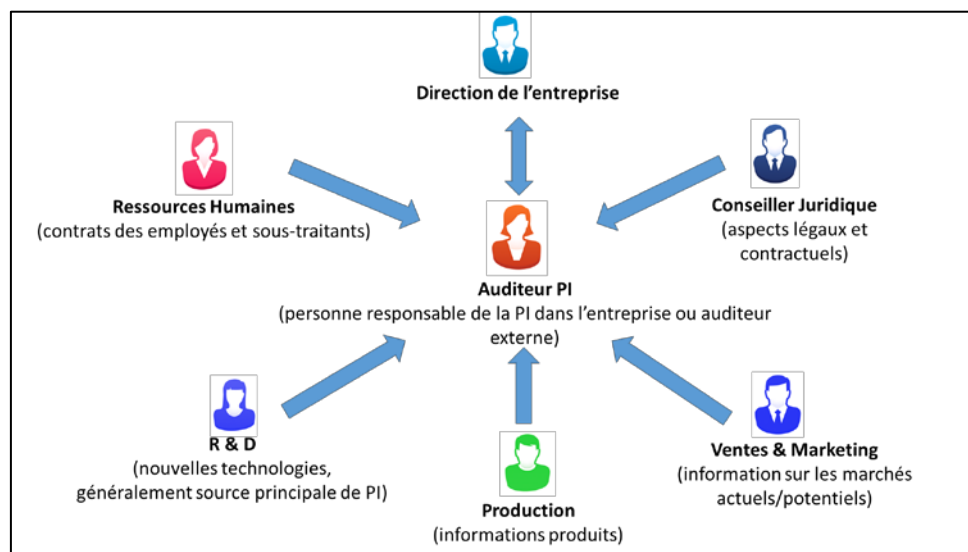 Direction de l'entreprise
Ressources Humaines
(contrats des employés et sous-traitants)
Conseiller Juridique
(aspects légaux et
contractuels)
Auditeur PI
(personne responsable de la PI dans l'entreprise ou auditeur
externe)
R & D
(nouvelles technologies,
généralement source principale de PI)
Production
(informations produits)
Ventes & Marketing
(information sur les marchés
actuels/potentiels)